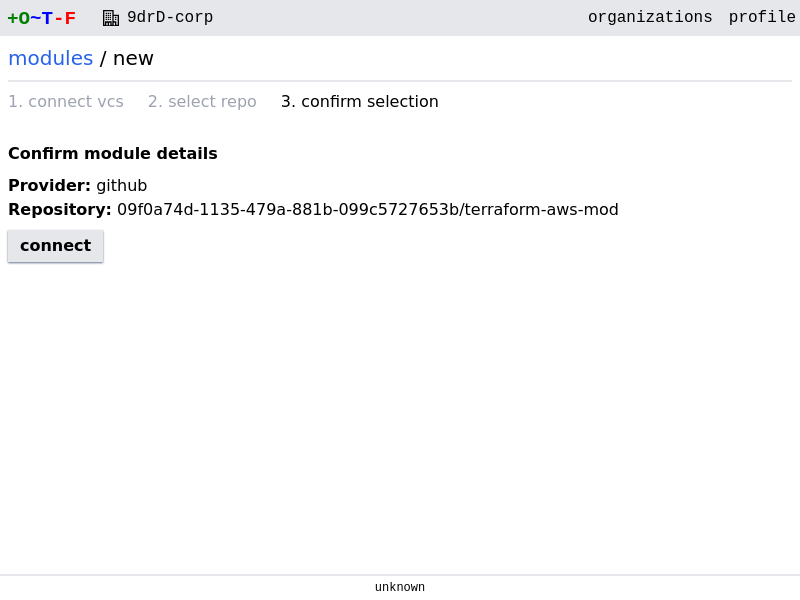 +O~T-F 9drD-corp organizations profile
modules / new
1. connect vcs 2. select repo 3. confirm selection
Confirm module details
Provider: github
Repository: 09f0a74d-1135-479a-881b-099c5727653b/terraform-aws-mod
connect
unknown